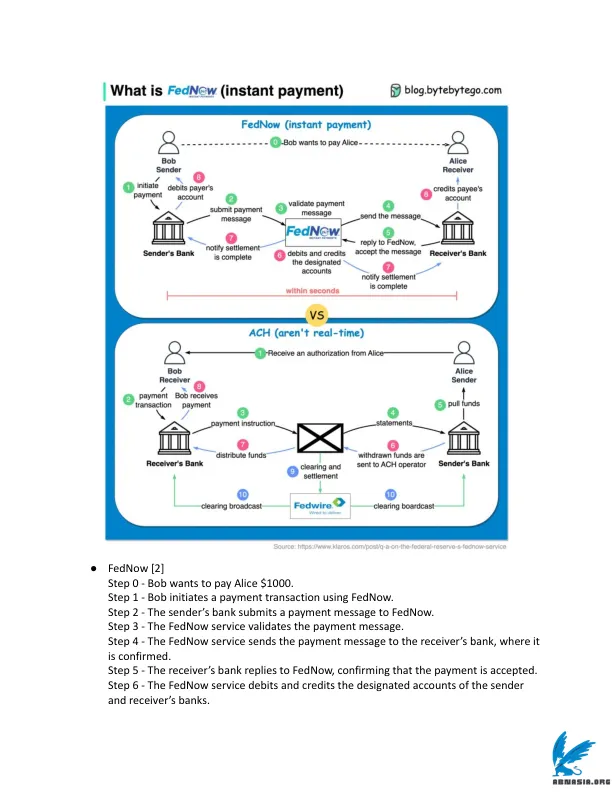 What is FedNow (instant payment)
blog.bytebytego.com
FedNow (instant payment)
0 Bob wants to pay Alice
Bob
Sender
Alice
Receiver
1 initiate
payment
8
debits payer's
account
2
submit payment
message
3 validate payment
message
4
send the message
8 credits payee's
account
FedNow
5
reply to FedNow,
accept the message
7
notify settlement
is complete
6 debits and credits
the designated
accounts
7
notify settlement
is complete
Sender's Bank
Receiver's Bank
within seconds
VS
ACH (aren't real-time)
1 Receive an authorization from Alice
Bob
Receiver
Alice
Sender
2 payment
transaction
8
Bob receives
payment
3
payment instruction
4
statements
5 pull funds
7
distribute funds
6
withdrawn funds are
sent to ACH operator
Receiver's Bank
Sender's Bank
9 clearing and
settlement
10
clearing broadcast
Fedwire
10
clearing boardcast
Source: https://www.klaros.com/post/q-a-on-the-federal-reserve-s-fednow-service
● FedNow [2]
Step 0 - Bob wants to pay Alice $1000.
Step 1 - Bob initiates a payment transaction using FedNow.
Step 2 - The sender’s bank submits a payment message to FedNow.
Step 3 - The FedNow service validates the payment message.
Step 4 - The FedNow service sends the payment message to the receiver’s bank, where it
is confirmed.
Step 5 - The receiver’s bank replies to FedNow, confirming that the payment is accepted.
Step 6 - The FedNow service debits and credits the designated accounts of the sender
and receiver’s banks.
ABNASIA.ORG